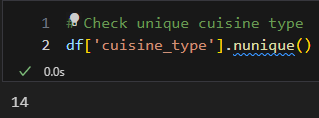 1 # Check unique cuisine type
2 df['cuisine_type'].nunique()
0.0s
14